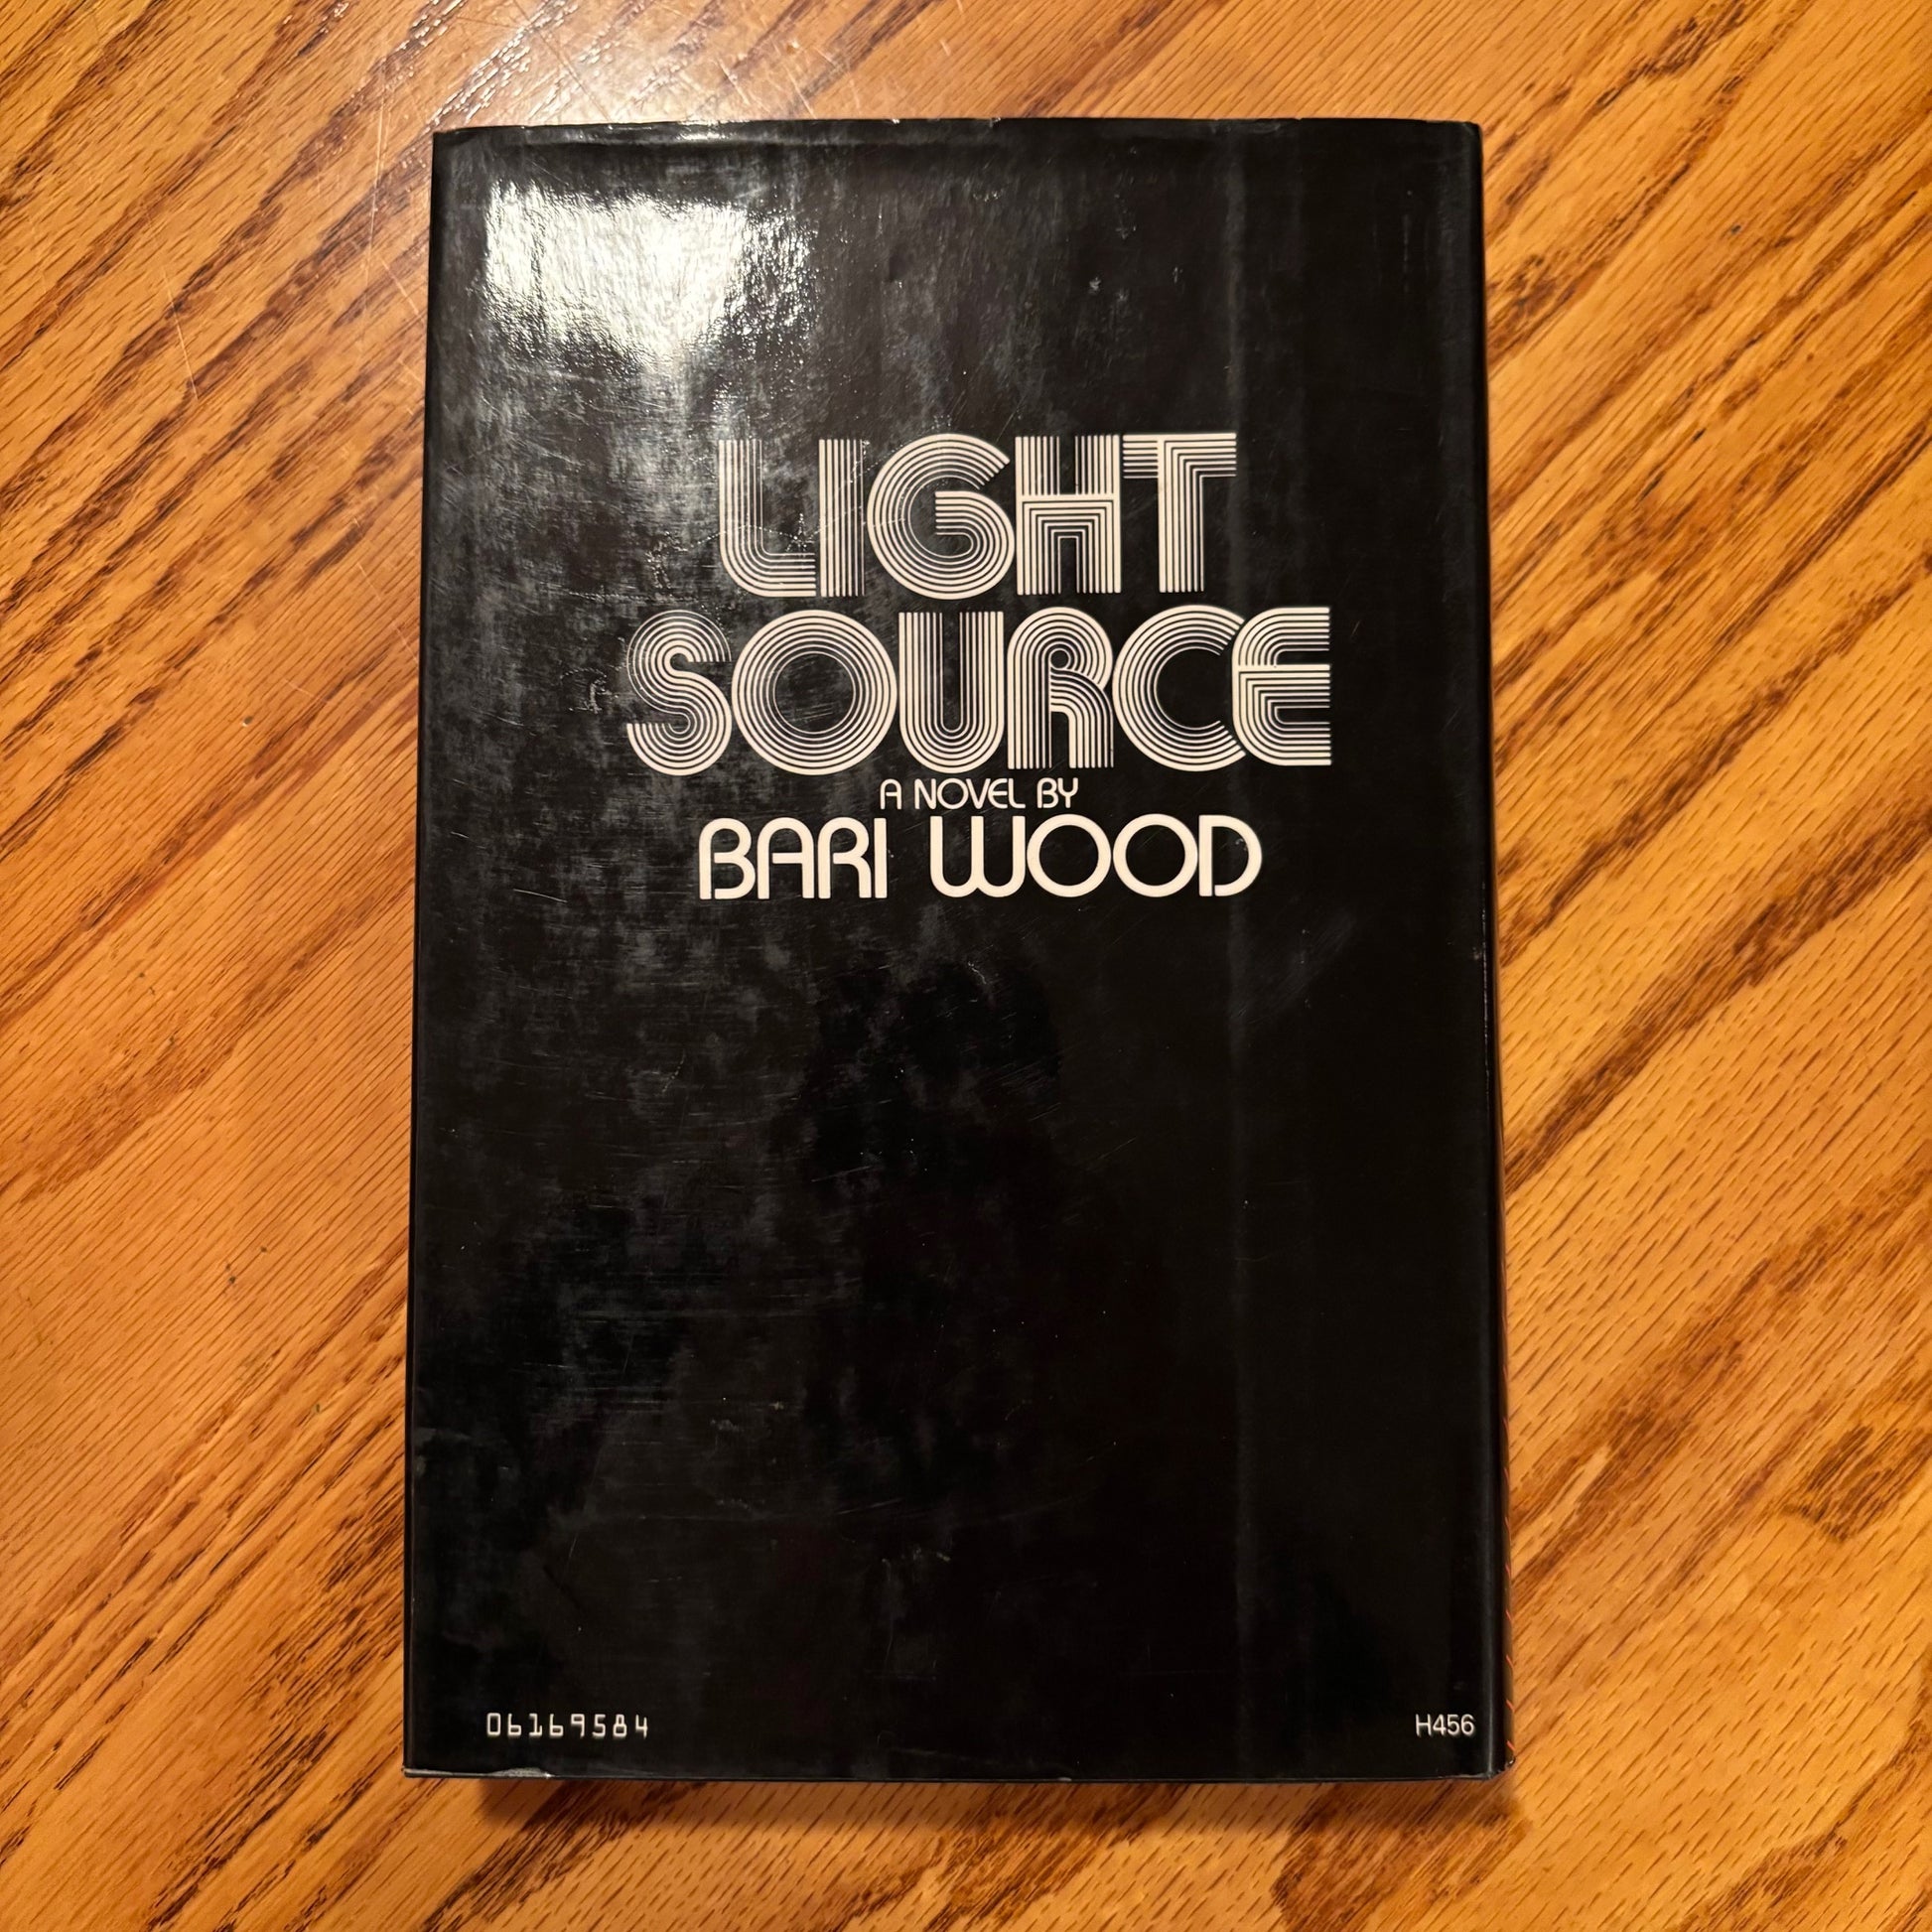 LIGHT
SOURCE
A NOVEL BY
BARI WOOD
06169584
H456